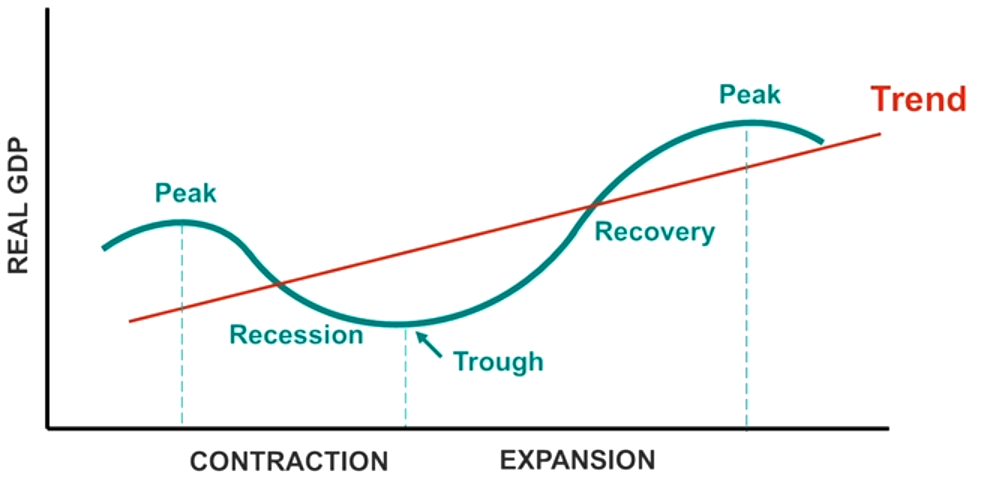 Peak
Trend
Peak
REAL GDP
Recovery
Recession
Trough
CONTRACTION
EXPANSION